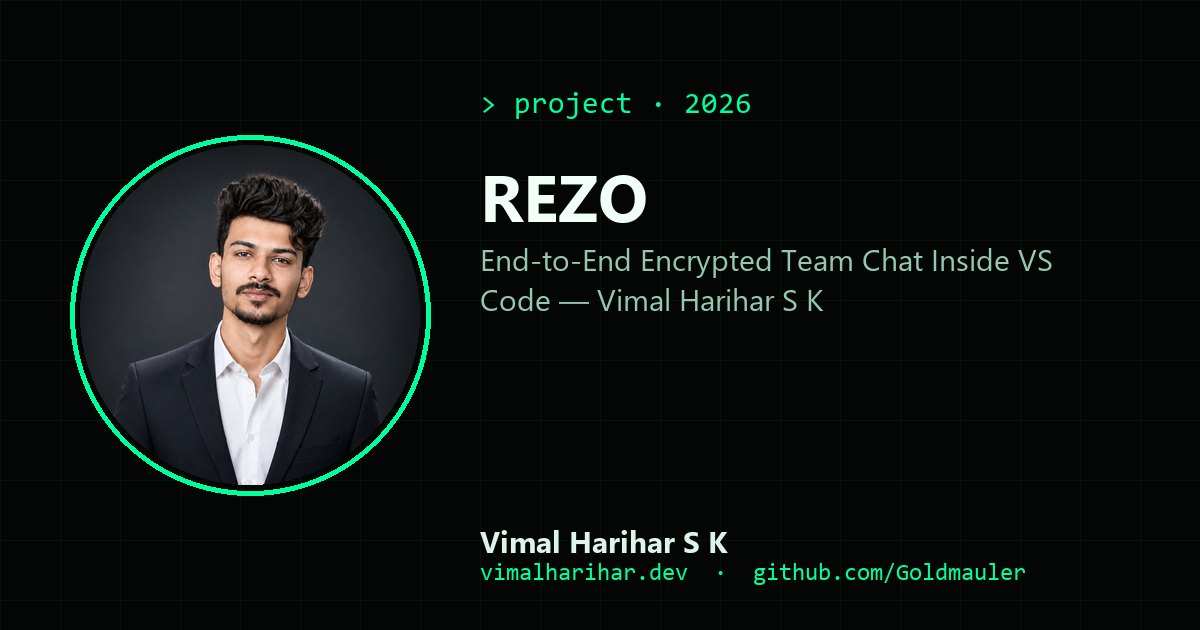 > project · 2026
REZO
End-to-End Encrypted Team Chat Inside VS
Code — Vimal Harihar S K
Vimal Harihar S K
vimalharihar.dev · github.com/Goldmauler